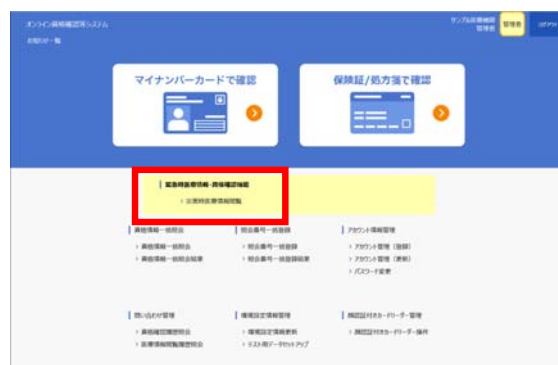 オンライン資格確認等システム
サンプル医療機関
管理者
管理者
ログアウト
お知らせ一覧
マイナンバーカードで確認
保険証/処方箋で確認
緊急時医療情報・資格確認機能
災害時医療情報閲覧
資格情報一括照会
照会番号一括登録
アカウント情報管理
資格情報一括照会
照会番号一括登録
アカウント管理（登録）
資格情報一括照会結果
照会番号一括登録結果
アカウント管理（更新）
パスワード変更
問い合わせ管理
環境設定情報管理
顔認証付きカードリーダー管理
資格確認履歴照会
環境設定情報更新
顔認証付きカードリーダー操作
医療情報閲覧履歴照会
テスト用データセットアップ